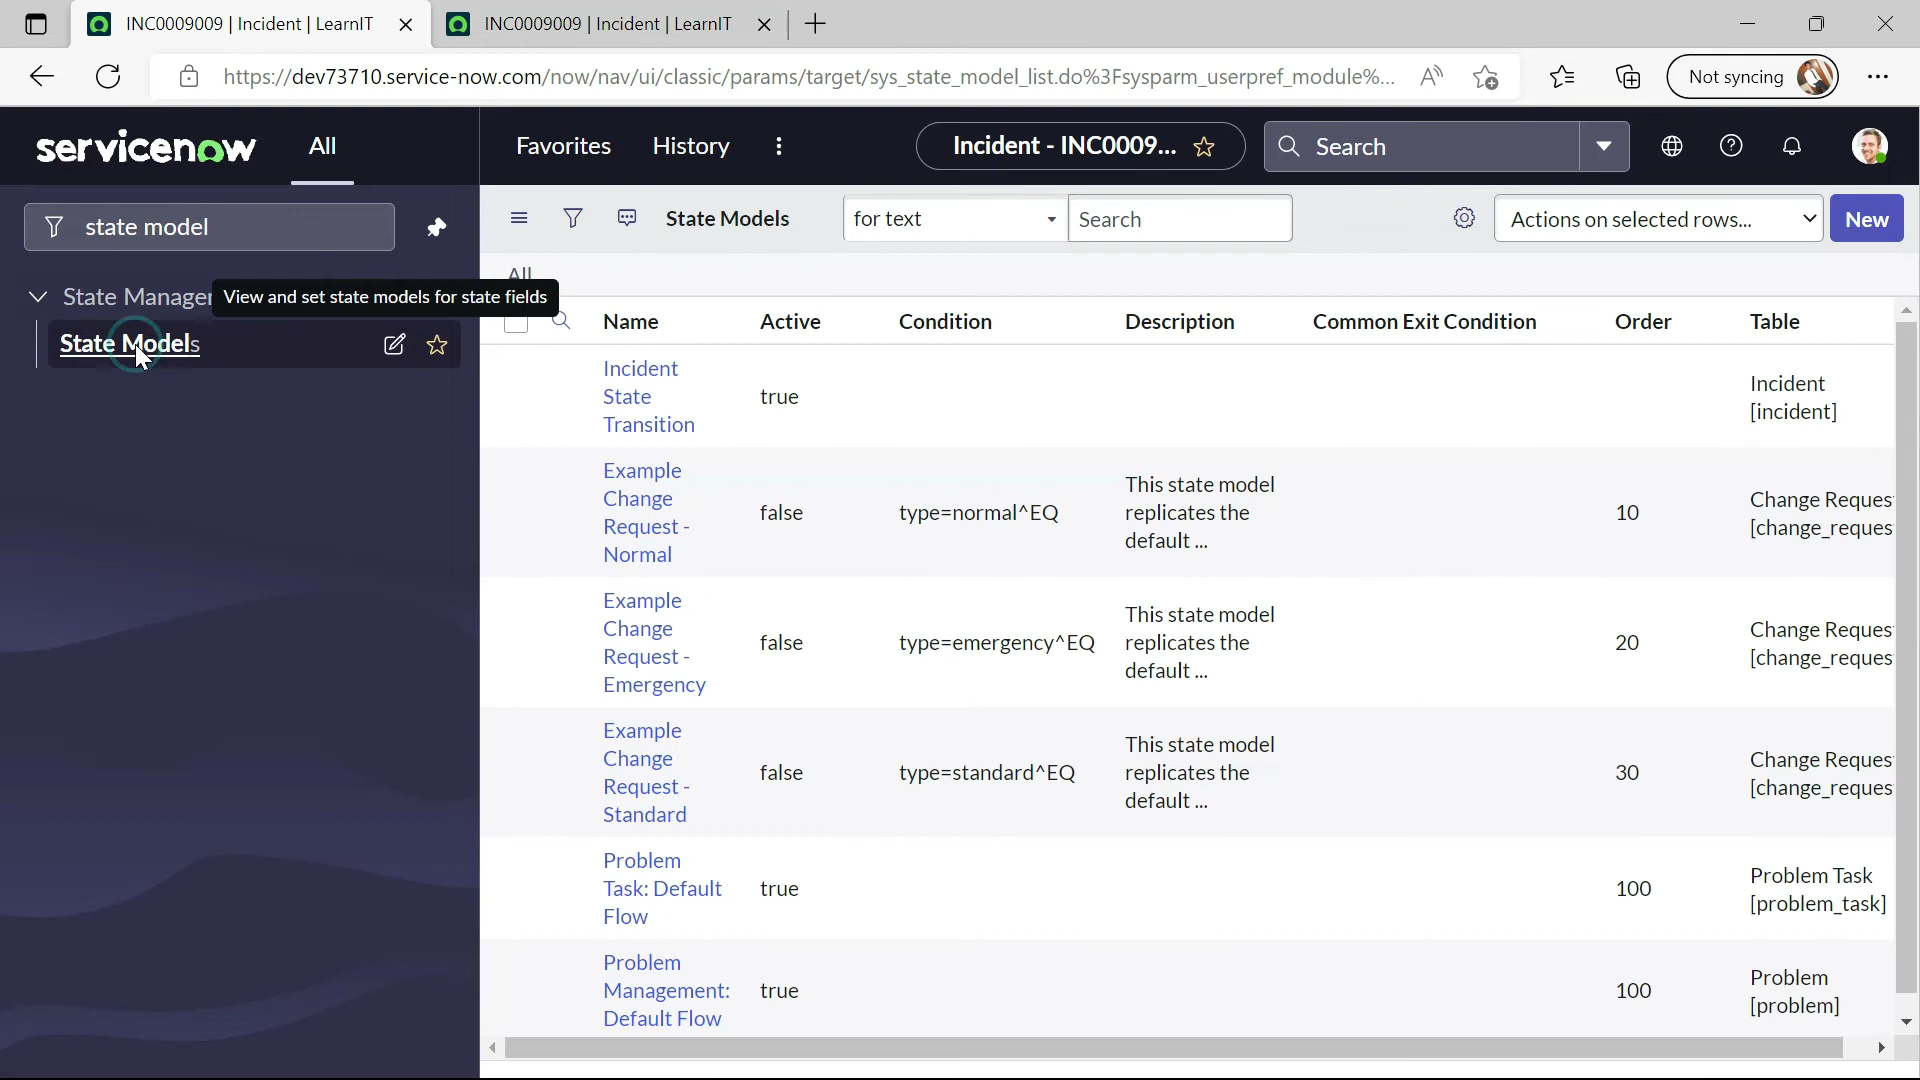 INC0009009 | Incident | LearnIT
INC0009009 | Incident | LearnIT
https://dev73710.service-now.com/now/nav/ui/classic/params/target/sys_state_model_list.do%3Fsysparm_userpref_module%...
Not syncing
servicenow
All
Favorites
History
Incident - INC0009...
Search
state model
State Models
for text
Search
Actions on selected rows...
New
All
State Manager
View and set state models for state fields
State Models
Name
Active
Condition
Description
Common Exit Condition
Order
Table
Incident
State
Transition
true
Incident
[incident]
Example
Change
Request -
Normal
false
type=normal^EQ
This state model
replicates the
default ...
10
Change Reques
[change_reques
Example
Change
Request -
Emergency
false
type=emergency^EQ
This state model
replicates the
default ...
20
Change Reques
[change_reques
Example
Change
Request -
Standard
false
type=standard^EQ
This state model
replicates the
default ...
30
Change Reques
[change_reques
Problem
Task: Default
Flow
true
100
Problem Task
[problem_task]
Problem
Management:
Default Flow
true
100
Problem
[problem]